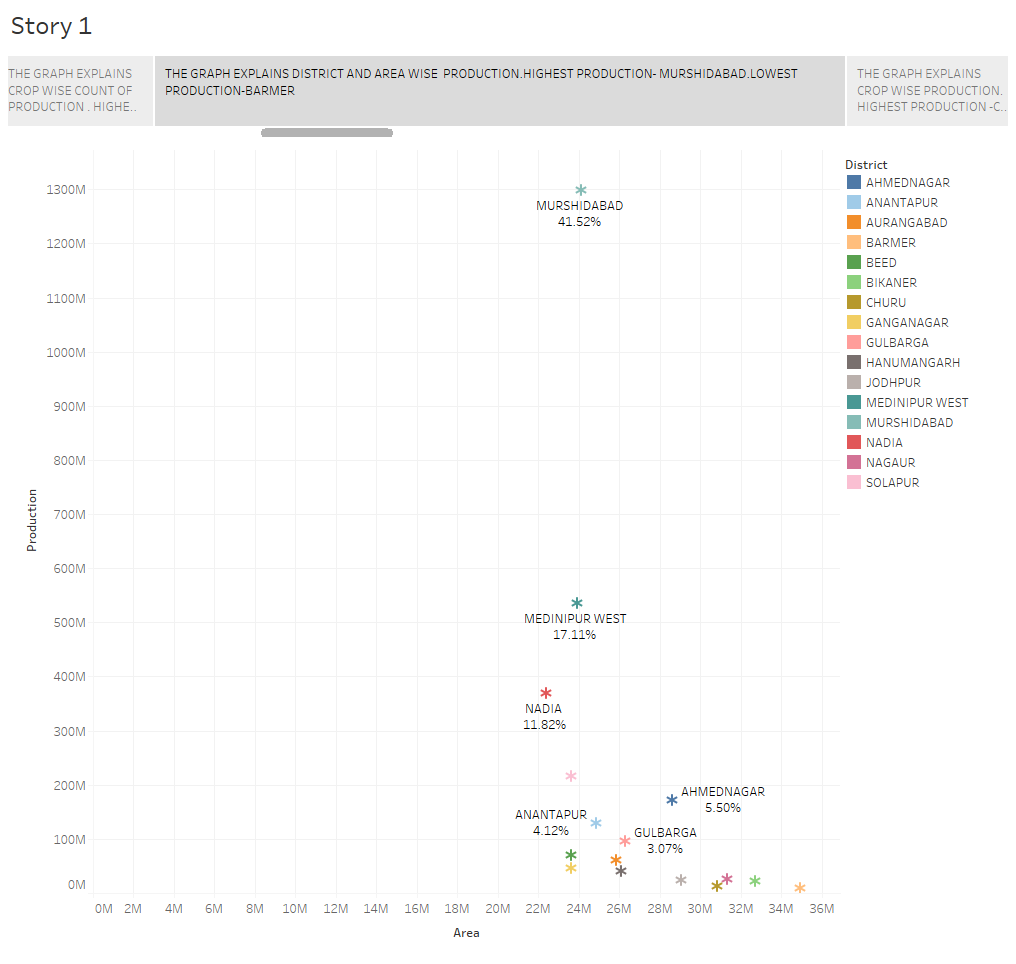 Story 1
THE GRAPH EXPLAINS
CROP WISE COUNT OF
PRODUCTION . HIGHE..
THE GRAPH EXPLAINS DISTRICT AND AREA WISE  PRODUCTION.HIGHEST PRODUCTION- MURSHIDABAD.LOWEST
PRODUCTION-BARMER
THE GRAPH EXPLAINS
CROP WISE PRODUCTION.
HIGHEST PRODUCTION -C..
1300M
1200M
1100M
1000M
900M
800M
700M
600M
500M
400M
300M
200M
100M
0M
Production
MURSHIDABAD
41.52%
MEDINIPUR WEST
17.11%
NADIA
11.82%
AHMEDNAGAR
5.50%
ANANTAPUR
4.12%
GULBARGA
3.07%
0M 2M 4M 6M 8M 10M 12M 14M 16M 18M 20M 22M 24M 26M 28M 30M 32M 34M 36M
Area
District
AHMEDNAGAR
ANANTAPUR
AURANGABAD
BARMER
BEED
BIKANER
CHURU
GANGANAGAR
GULBARGA
HANUMANGARH
JODHPUR
MEDINIPUR WEST
MURSHIDABAD
NADIA
NAGAUR
SOLAPUR